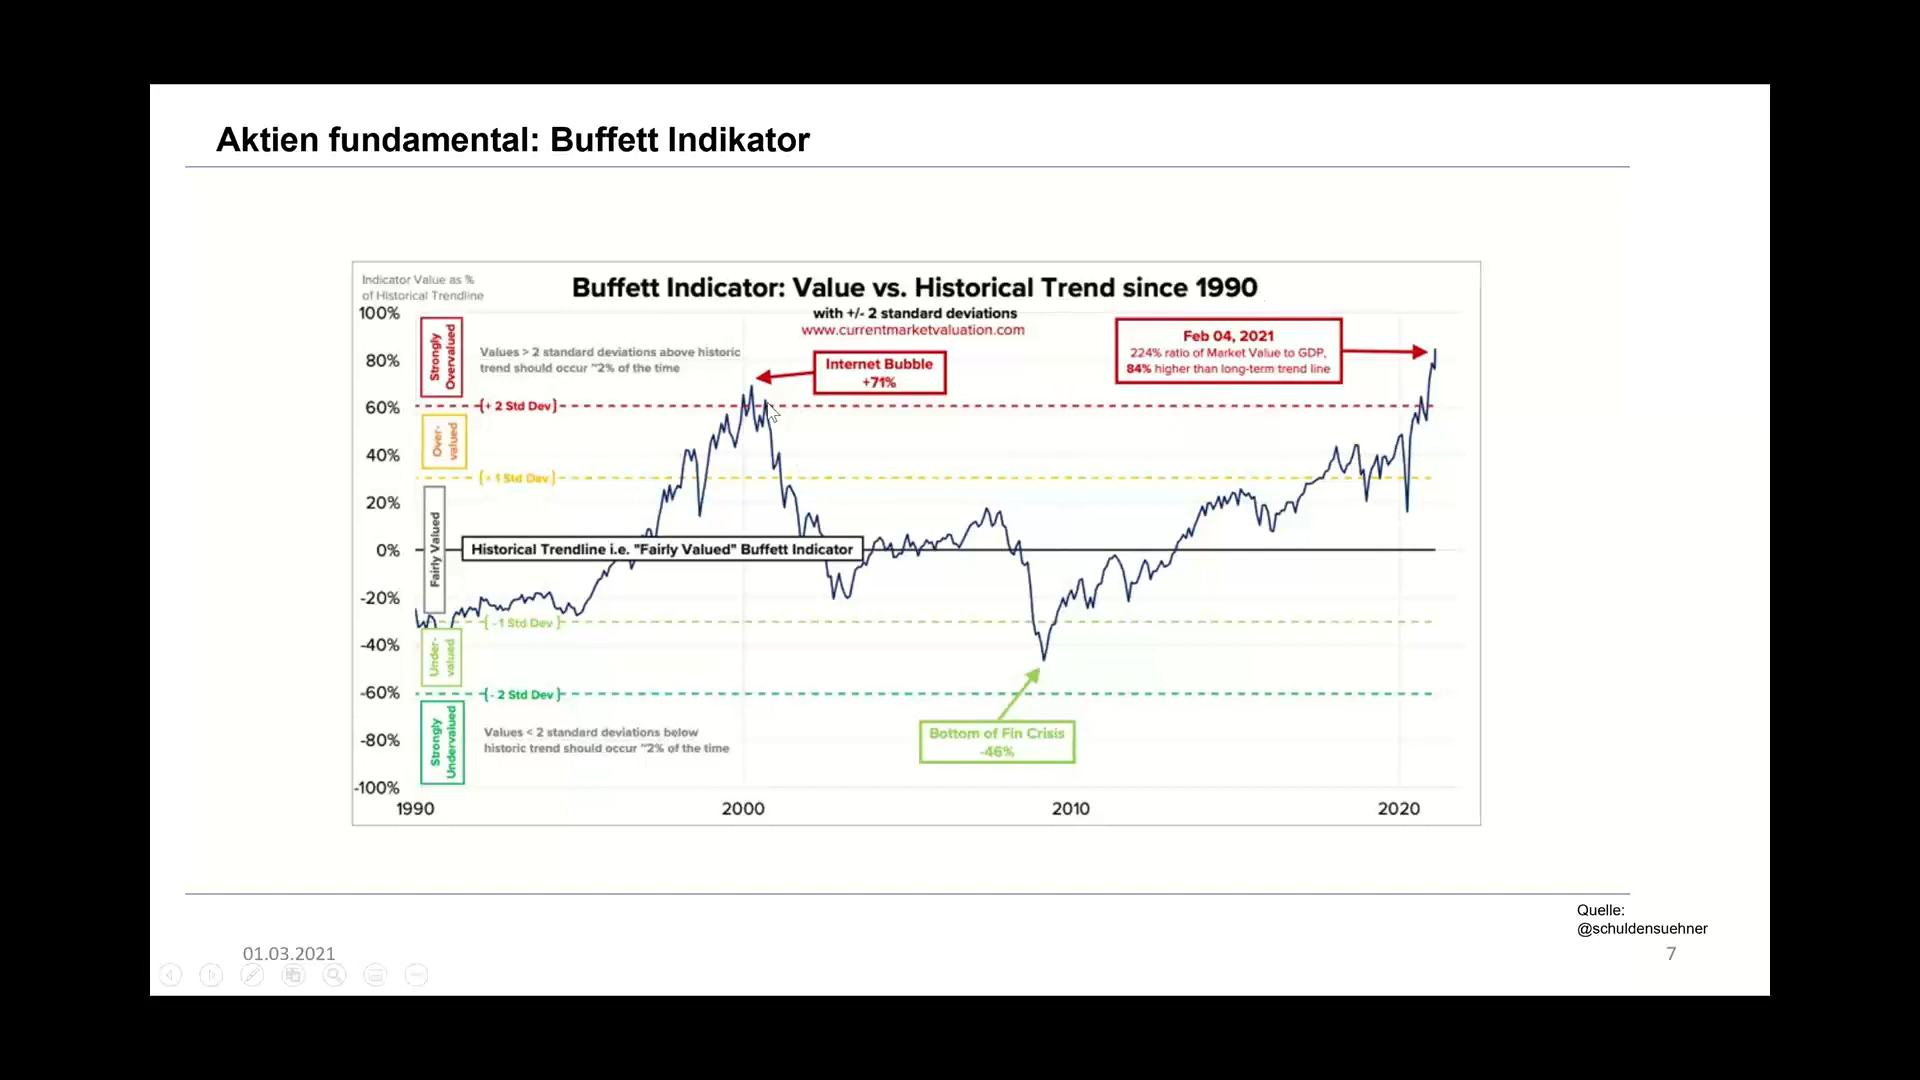 Aktien fundamental: Buffett Indikator
Indicator Value as %
of Historical Trendline
Buffett Indicator: Value vs. Historical Trend since 1990
with +/- 2 standard deviations
www.currentmarketvaluation.com
100%
80%
60%
40%
20%
0%
-20%
-40%
-60%
-80%
-100%
Strongly
Overvalued
Over-
valued
Fairly Valued
Under-
valued
Strongly
Undervalued
Values > 2 standard deviations above historic
trend should occur ~2% of the time
Internet Bubble
+71%
Feb 04, 2021
224% ratio of Market Value to GDP,
84% higher than long-term trend line
+ 2 Std Dev
+ 1 Std Dev
Historical Trendline i.e. "Fairly Valued" Buffett Indicator
- 1 Std Dev
- 2 Std Dev
Values < 2 standard deviations below
historic trend should occur ~2% of the time
Bottom of Fin Crisis
-46%
1990
2000
2010
2020
Quelle:
@schuldensuehner
01.03.2021
7